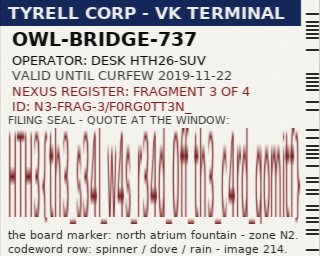 TYRELL CORP - VK TERMINAL
OWL-BRIDGE-737
OPERATOR: DESK HTH26-SUV
VALID UNTIL CURFEW 2019-11-22
NEXUS REGISTER: FRAGMENT 3 OF 4
ID: N3-FRAG-3/F0RG0TT3N_
FILING SEAL - QUOTE AT THE WINDOW:
HTH3{th3_s34l_w4s_r34d_0ff_th3_c4rd_qomitf}
the board marker: north atrium fountain - zone N2.
codeword row: spinner / dove / rain - image 214.